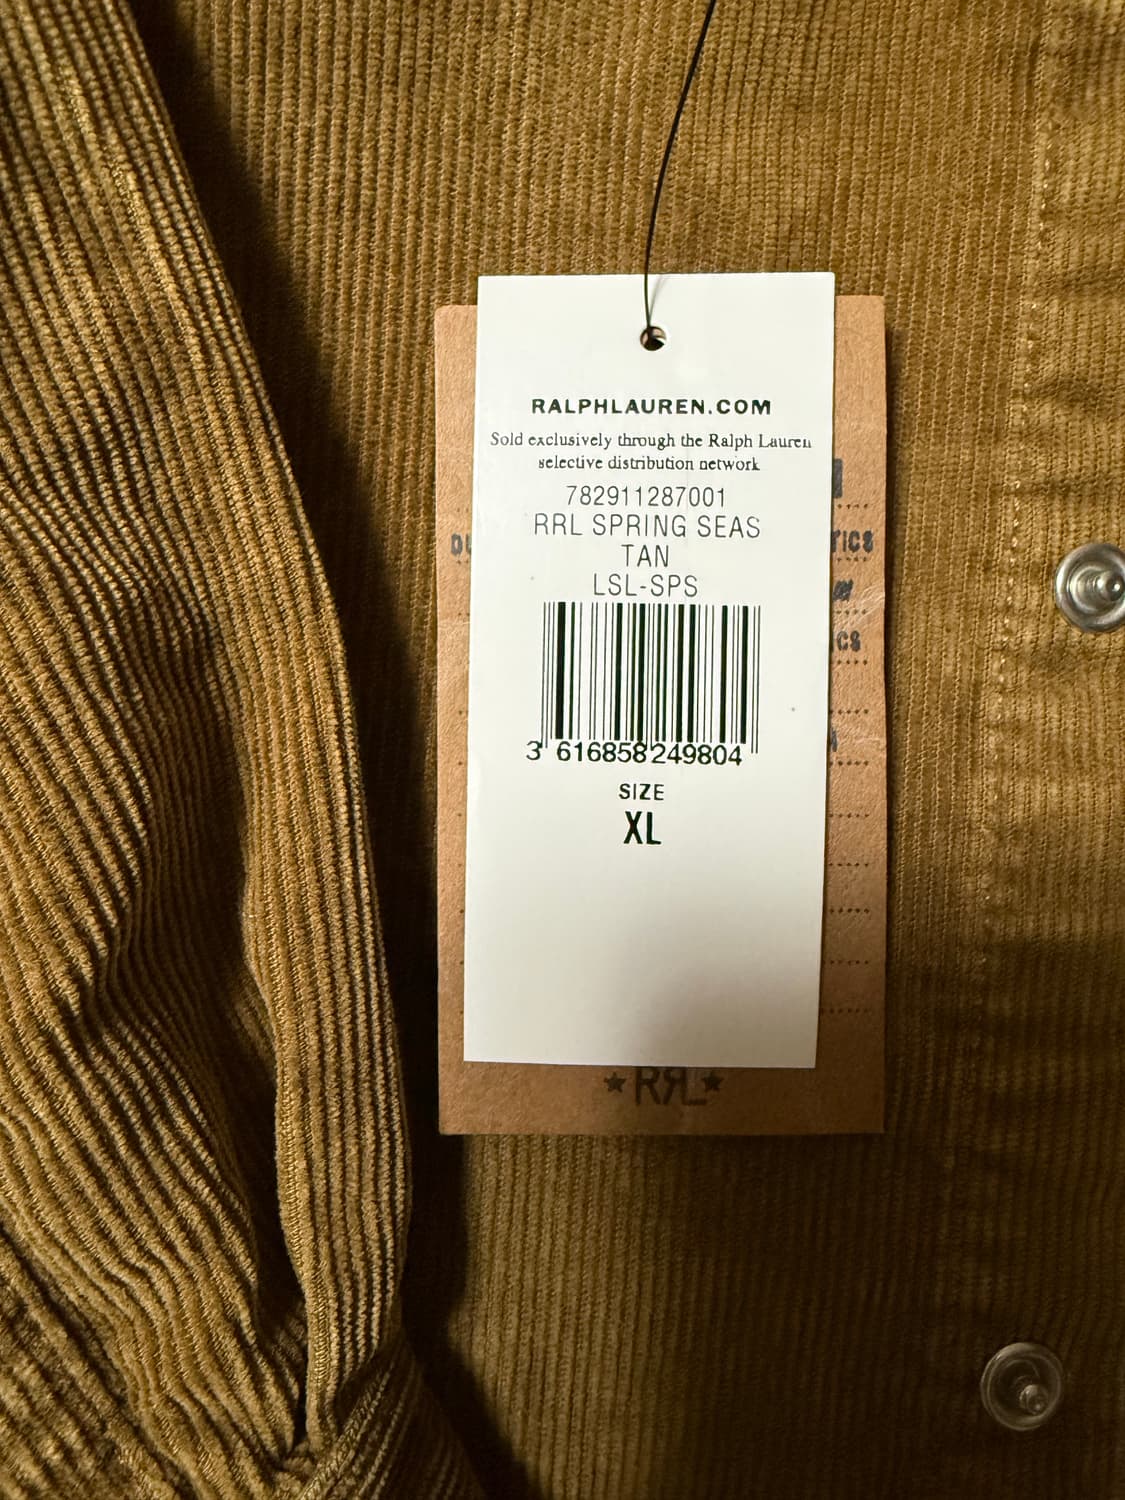 RALPHLAUREN.COM
Sold exclusively through the Ralph Lauren
selective distribution network
782911287001
RRL SPRING SEAS
TAN
LSL-SPS
3 616858 249804
SIZE
XL
★RRL★